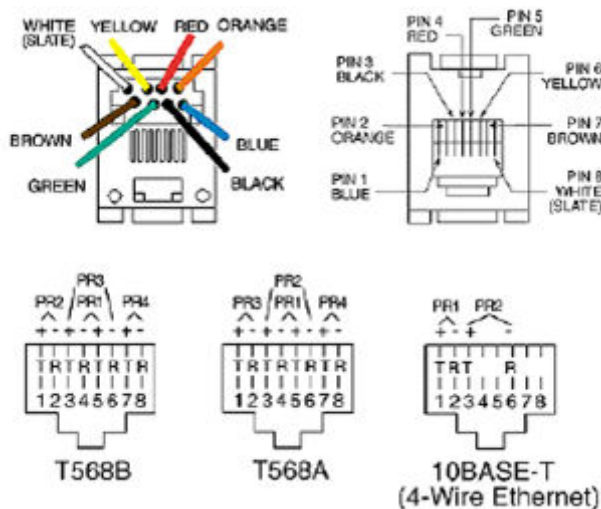 WHITE (SLATE)
YELLOW
RED
ORANGE
BROWN
GREEN
BLUE
BLACK
PIN 5 GREEN
PIN 4 RED
PIN 3 BLACK
PIN 6 YELLOW
PIN 2 ORANGE
PIN 7 BROWN
PIN 1 BLUE
PIN 8 WHITE (SLATE)
PR3
PR2 PR1 PR4
+ - + - + - + -
T R T R T R T R
1 2 3 4 5 6 7 8
T568B
PR2
PR3 PR1 PR4
+ - + - + - + -
T R T R T R T R
1 2 3 4 5 6 7 8
T568A
PR1 PR2
+ - + -
T R T R
1 2 3 4 5 6 7 8
10BASE-T
(4-Wire Ethernet)